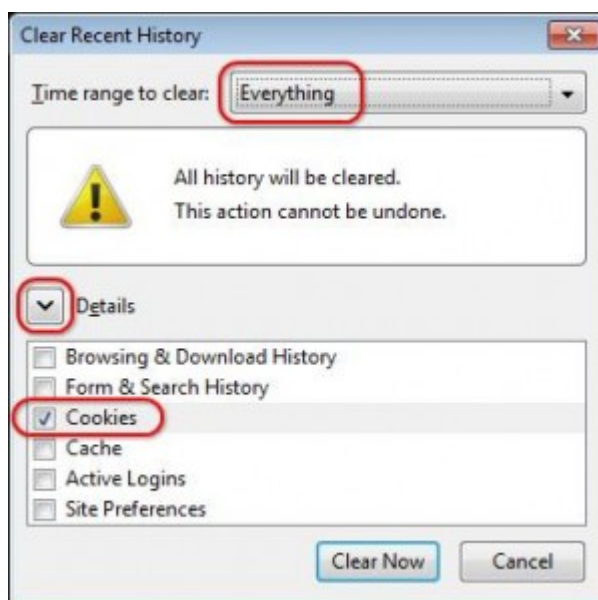 Clear Recent History
Time range to clear: Everything
All history will be cleared.
This action cannot be undone.
Details
Browsing & Download History
Form & Search History
Cookies
Cache
Active Logins
Site Preferences
Clear Now Cancel